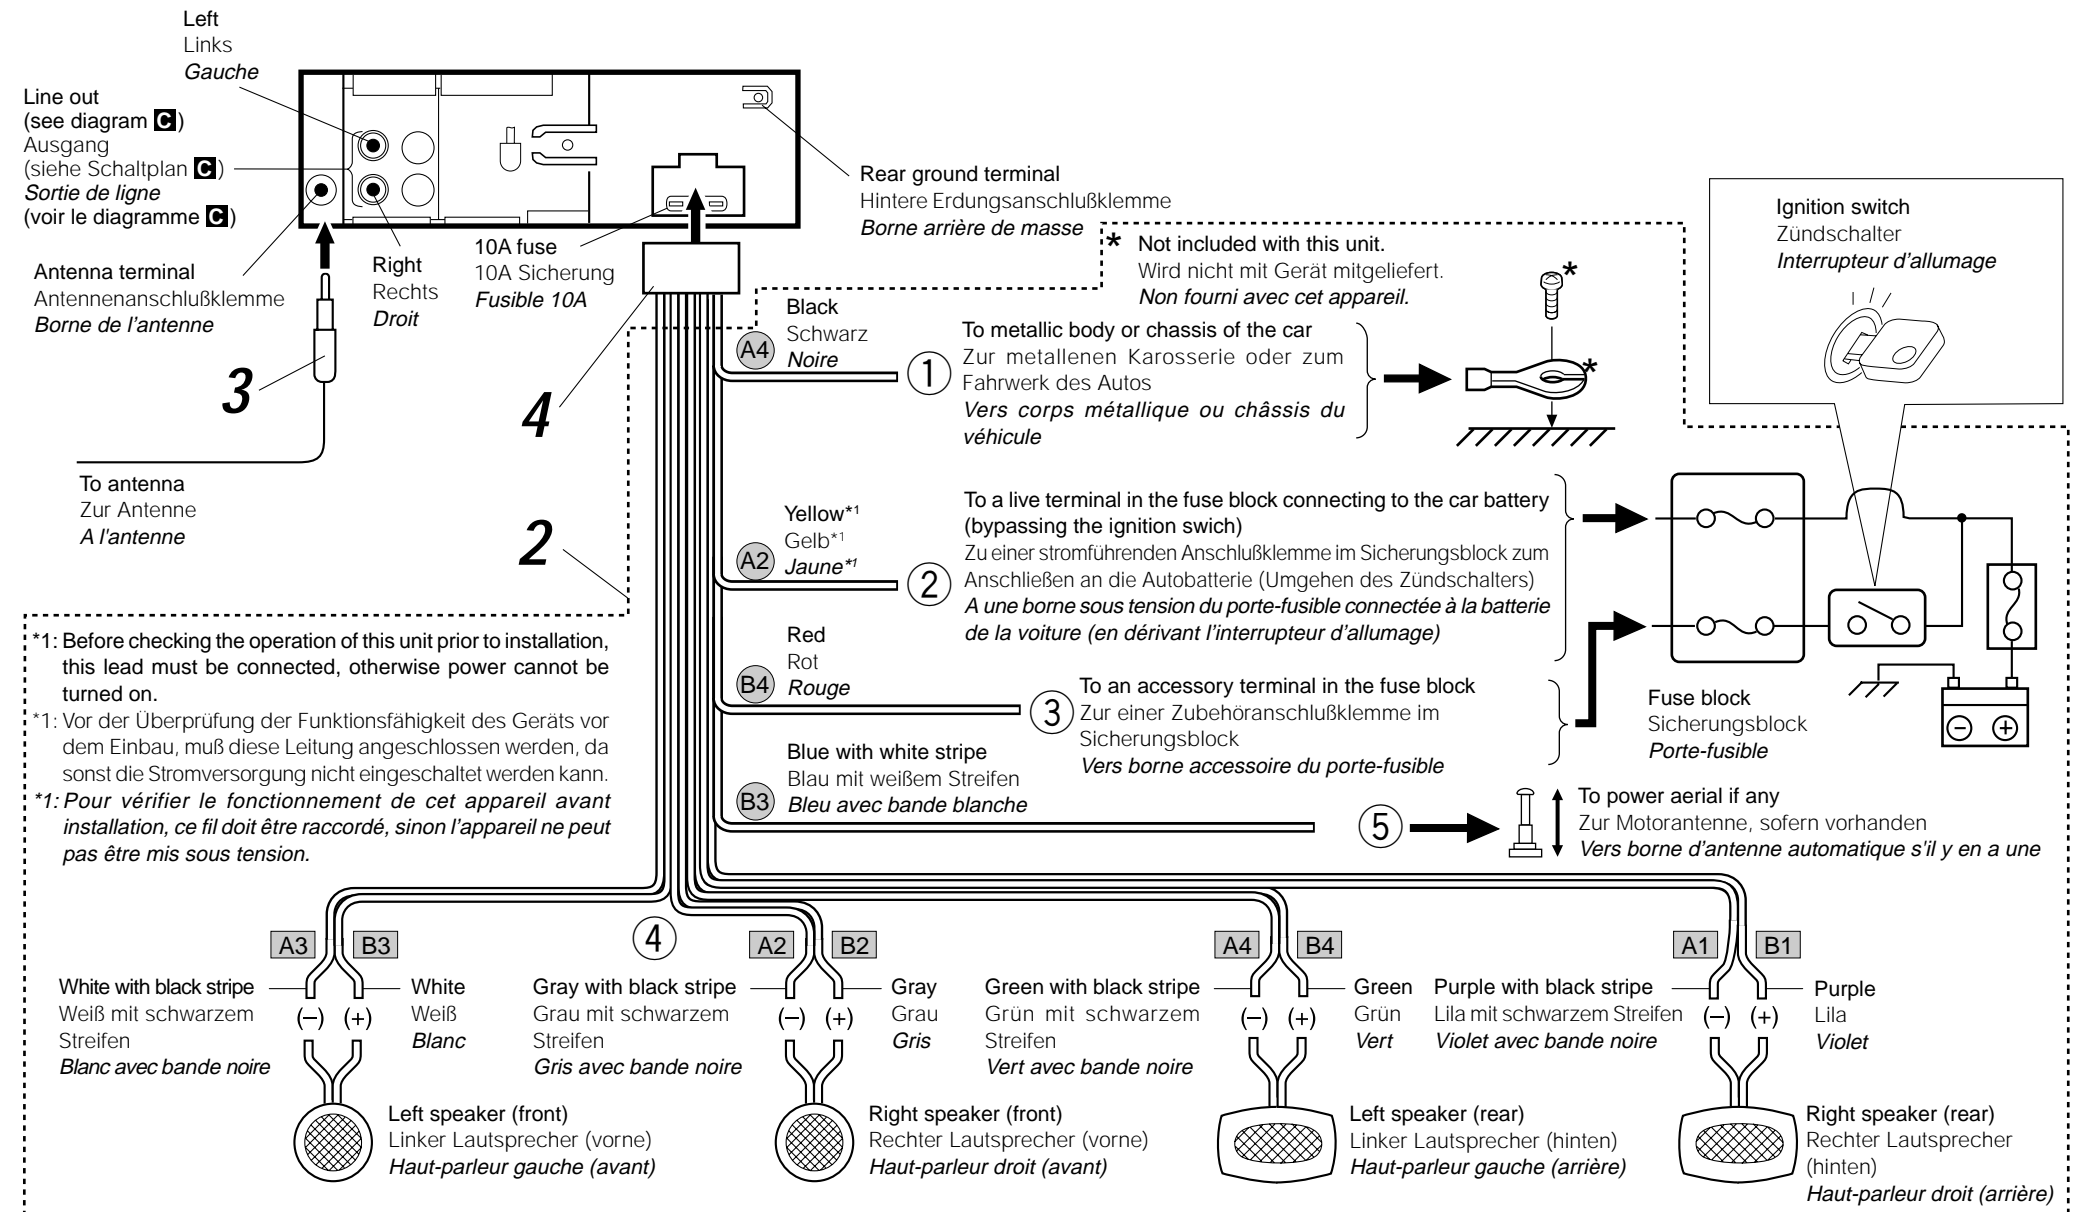 Left
Links
Gauche
Line out
(see diagram C)
Ausgang
(siehe Schaltplan C)
Sortie de ligne
(voir le diagramme C)
Antenna terminal
Antennenanschlußklemme
Borne de l'antenne
Right
Rechts
Droit
10A fuse
10A Sicherung
Fusible 10A
Rear ground terminal
Hintere Erdungsanschlußklemme
Borne arrière de masse
* Not included with this unit.
Wird nicht mit Gerät mitgeliefert.
Non fourni avec cet appareil.
*
*
Ignition switch
Zündschalter
Interrupteur d'allumage
3
4
2
To antenna
Zur Antenne
A l'antenne
A4
Black
Schwarz
Noire
1
To metallic body or chassis of the car
Zur metallenen Karosserie oder zum
Fahrwerk des Autos
Vers corps métallique ou châssis du
véhicule
A2
Yellow*1
Gelb*1
Jaune*1
2
To a live terminal in the fuse block connecting to the car battery
(bypassing the ignition swich)
Zu einer stromführenden Anschlußklemme im Sicherungsblock zum
Anschließen an die Autobatterie (Umgehen des Zündschalters)
A une borne sous tension du porte-fusible connectée à la batterie
de la voiture (en dérivant l'interrupteur d'allumage)
B4
Red
Rot
Rouge
3
To an accessory terminal in the fuse block
Zur einer Zubehöranschlußklemme im
Sicherungsblock
Vers borne accessoire du porte-fusible
Fuse block
Sicherungsblock
Porte-fusible
− +
B3
Blue with white stripe
Blau mit weißem Streifen
Bleu avec bande blanche
5
To power aerial if any
Zur Motorantenne, sofern vorhanden
Vers borne d'antenne automatique s'il y en a une
*1: Before checking the operation of this unit prior to installation,
this lead must be connected, otherwise power cannot be
turned on.
*1: Vor der Überprüfung der Funktionsfähigkeit des Geräts vor
dem Einbau, muß diese Leitung angeschlossen werden, da
sonst die Stromversorgung nicht eingeschaltet werden kann.
*1: Pour vérifier le fonctionnement de cet appareil avant
installation, ce fil doit être raccordé, sinon l'appareil ne peut
pas être mis sous tension.
4
A3 B3
White with black stripe
Weiß mit schwarzem
Streifen
Blanc avec bande noire
(−) (+)
White
Weiß
Blanc
Left speaker (front)
Linker Lautsprecher (vorne)
Haut-parleur gauche (avant)
A2 B2
Gray with black stripe
Grau mit schwarzem
Streifen
Gris avec bande noire
(−) (+)
Gray
Grau
Gris
Right speaker (front)
Rechter Lautsprecher (vorne)
Haut-parleur droit (avant)
A4 B4
Green with black stripe
Grün mit schwarzem
Streifen
Vert avec bande noire
(−) (+)
Green
Grün
Vert
Left speaker (rear)
Linker Lautsprecher (hinten)
Haut-parleur gauche (arrière)
A1 B1
Purple with black stripe
Lila mit schwarzem Streifen
Violet avec bande noire
(−) (+)
Purple
Lila
Violet
Right speaker (rear)
Rechter Lautsprecher
(hinten)
Haut-parleur droit (arrière)